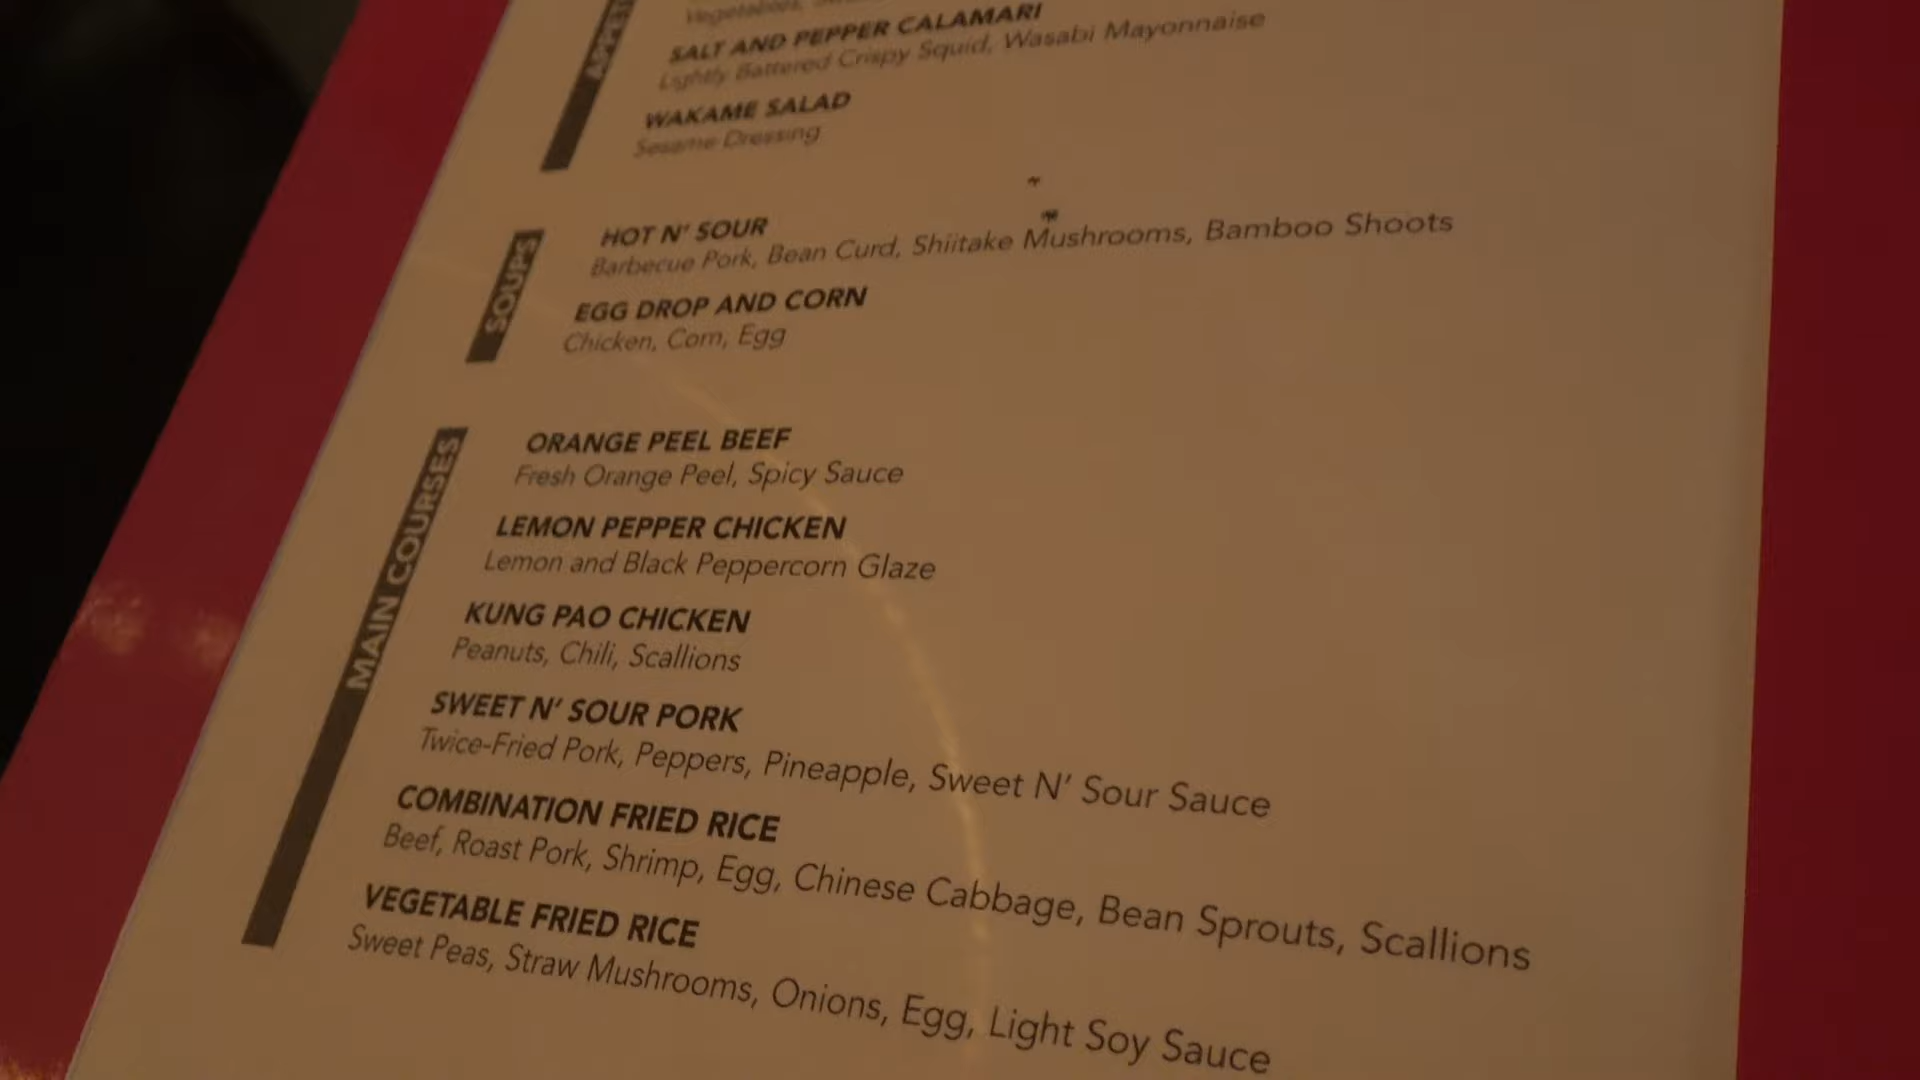 Vegetables,
SALT AND PEPPER CALAMARI
Lightly Battered Crispy Squid, Wasabi Mayonnaise
WAKAME SALAD
Sesame Dressing
SOUPS
HOT N' SOUR
Barbecue Pork, Bean Curd, Shiitake Mushrooms, Bamboo Shoots
EGG DROP AND CORN
Chicken, Corn, Egg
MAIN COURSES
ORANGE PEEL BEEF
Fresh Orange Peel, Spicy Sauce
LEMON PEPPER CHICKEN
Lemon and Black Peppercorn Glaze
KUNG PAO CHICKEN
Peanuts, Chili, Scallions
SWEET N' SOUR PORK
Twice-Fried Pork, Peppers, Pineapple, Sweet N' Sour Sauce
COMBINATION FRIED RICE
Beef, Roast Pork, Shrimp, Egg, Chinese Cabbage, Bean Sprouts, Scallions
VEGETABLE FRIED RICE
Sweet Peas, Straw Mushrooms, Onions, Egg, Light Soy Sauce